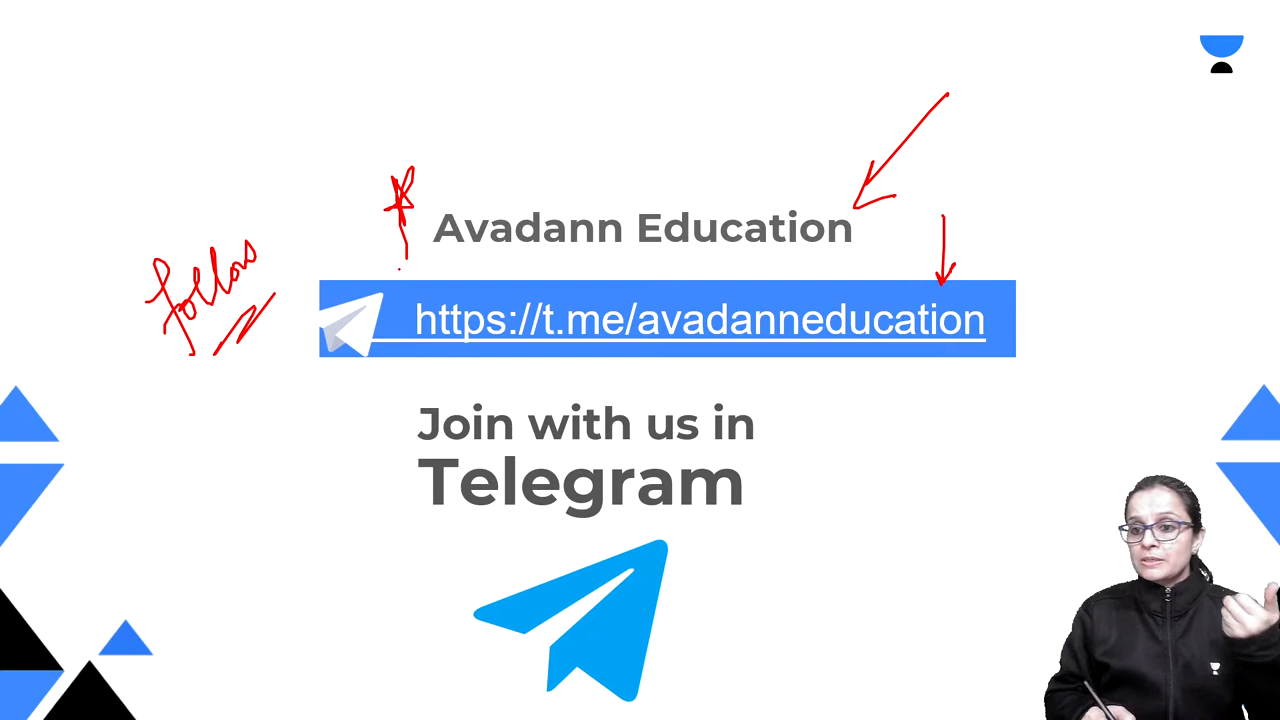 Avadann Education
follow
https://t.me/avadanneducation
Join with us in
Telegram